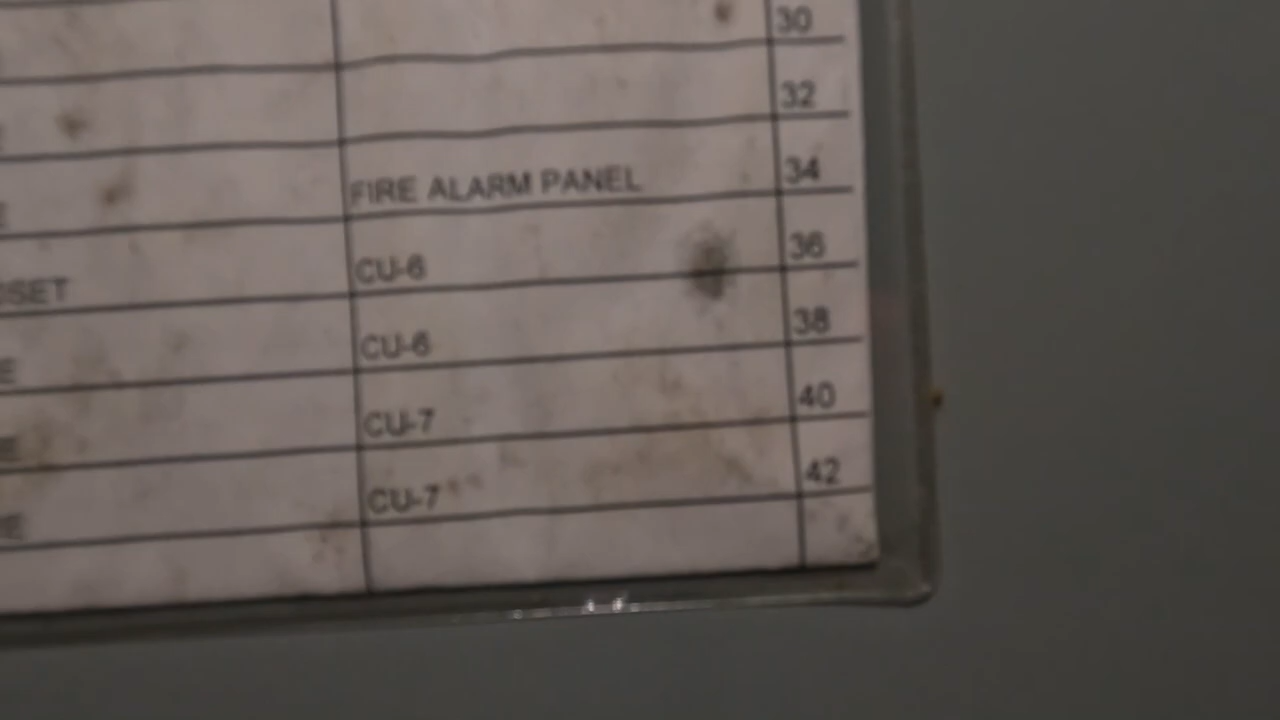 30
32
FIRE ALARM PANEL 34
CU-6 36
CU-6 38
CU-7 40
CU-7 42